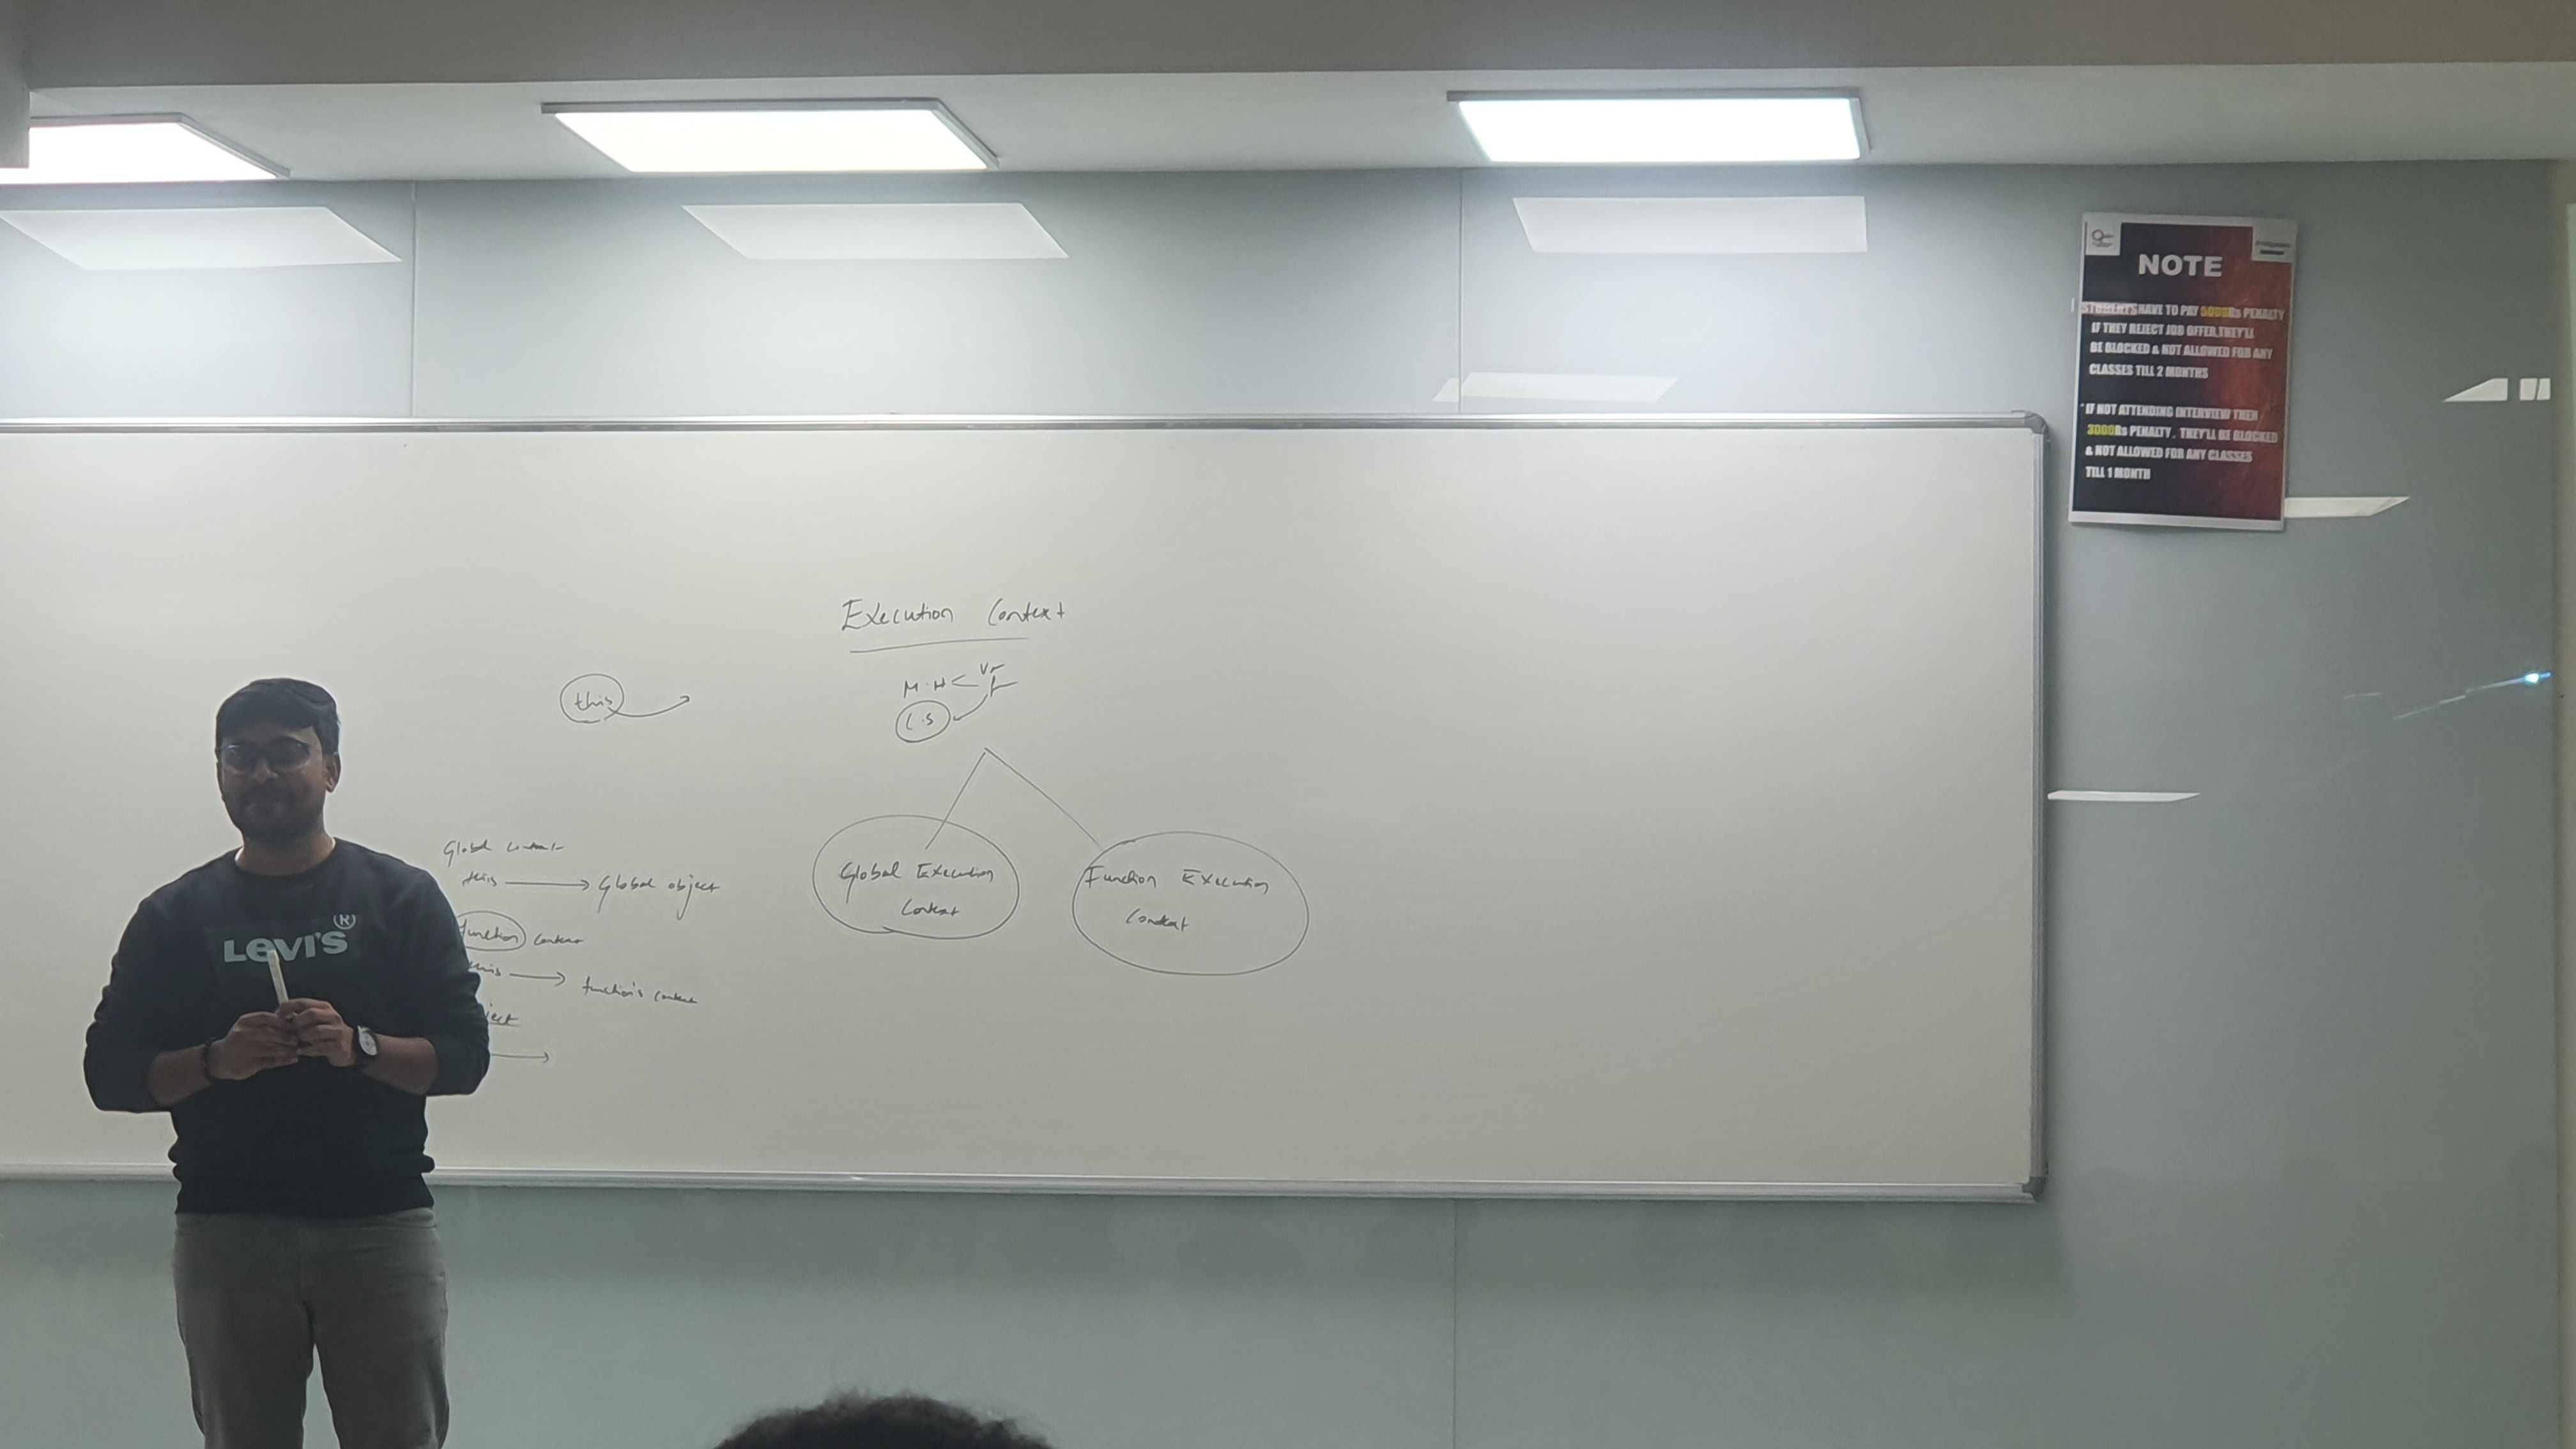 NOTE
STUDENTS HAVE TO PAY 5000Rs PENALTY
IF THEY REJECT JOB OFFER, THEY'LL
BE BLOCKED & NOT ALLOWED FOR ANY
CLASSES TILL 2 MONTHS
* IF NOT ATTENDING INTERVIEW THEN
3000Rs PENALTY, THEY'LL BE BLOCKED
& NOT ALLOWED FOR ANY CLASSES
TILL 1 MONTH
Execution Context
M.H
this
Global Execution
Context
Function Execution
Context
Global
this → Global object
function Context
this → function's context
ject
LEVI'S®